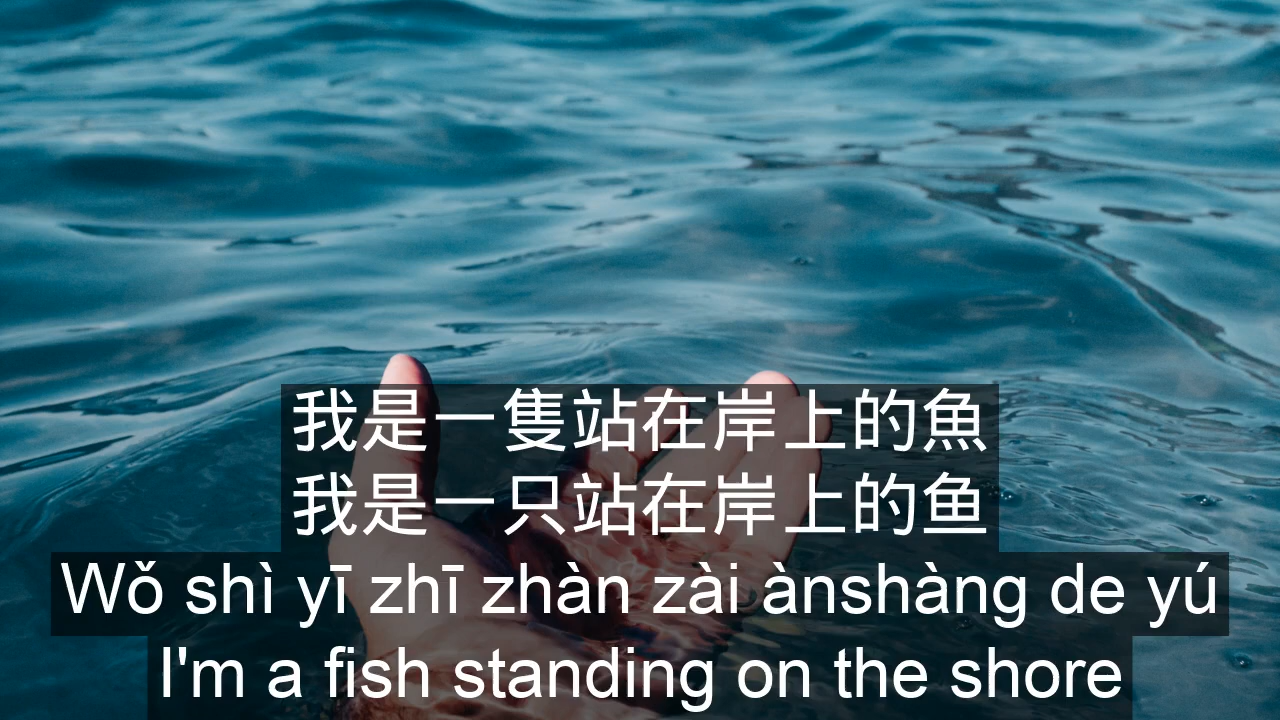 我是一隻站在岸上的魚
我是一只站在岸上的鱼
Wǒ shì yī zhī zhàn zài ànshàng de yú
I'm a fish standing on the shore